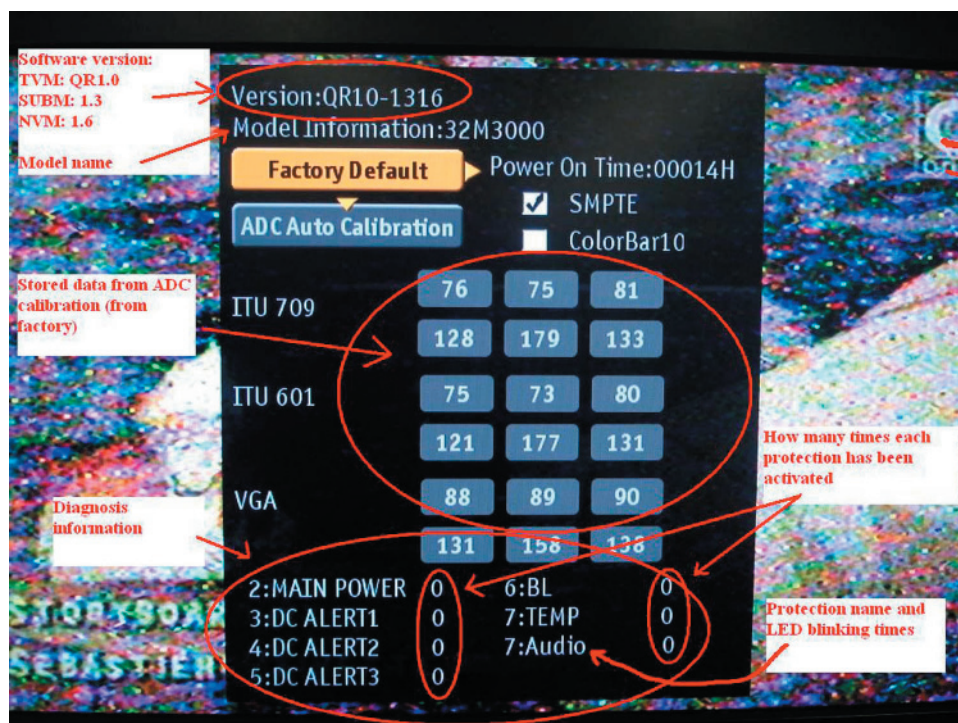 Software version:
TVM: QR1.0
SUBM: 1.3
NVM: 1.6
Model name
Version:QR10-1316
Model Information:32M3000
Factory Default
Power On Time:00014H
SMPTE
ADC Auto Calibration
ColorBar10
Stored data from ADC
calibration (from
factory)
ITU 709
76 75 81
128 179 133
ITU 601
75 73 80
121 177 131
How many times each
protection has been
activated
VGA
88 89 90
131 158 138
Diagnosis
information
2:MAIN POWER 0
3:DC ALERT1 0
4:DC ALERT2 0
5:DC ALERT3 0
6:BL 0
7:TEMP 0
7:Audio 0
Protection name and
LED blinking times